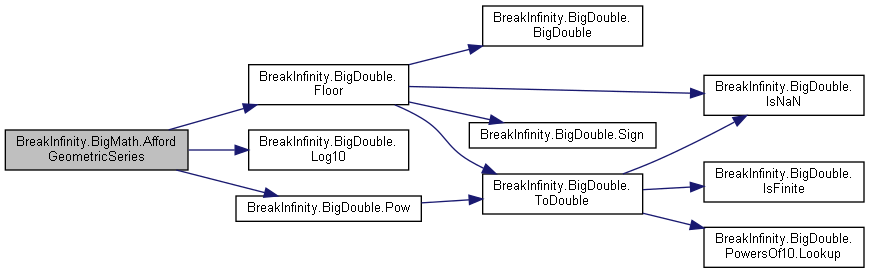 BreakInfinity.BigMath.Afford
GeometricSeries
BreakInfinity.BigDouble.
Floor
BreakInfinity.BigDouble.
Log10
BreakInfinity.BigDouble.Pow
BreakInfinity.BigDouble.
BigDouble
BreakInfinity.BigDouble.Sign
BreakInfinity.BigDouble.
ToDouble
BreakInfinity.BigDouble.
IsNaN
BreakInfinity.BigDouble.
IsFinite
BreakInfinity.BigDouble.
PowersOf10.Lookup